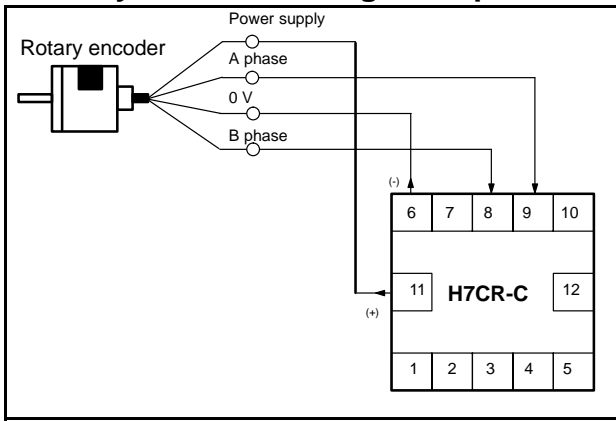 Power supply
Rotary encoder
A phase
0 V
B phase
(-)
6 7 8 9 10
11 H7CR-C 12
(+)
1 2 3 4 5